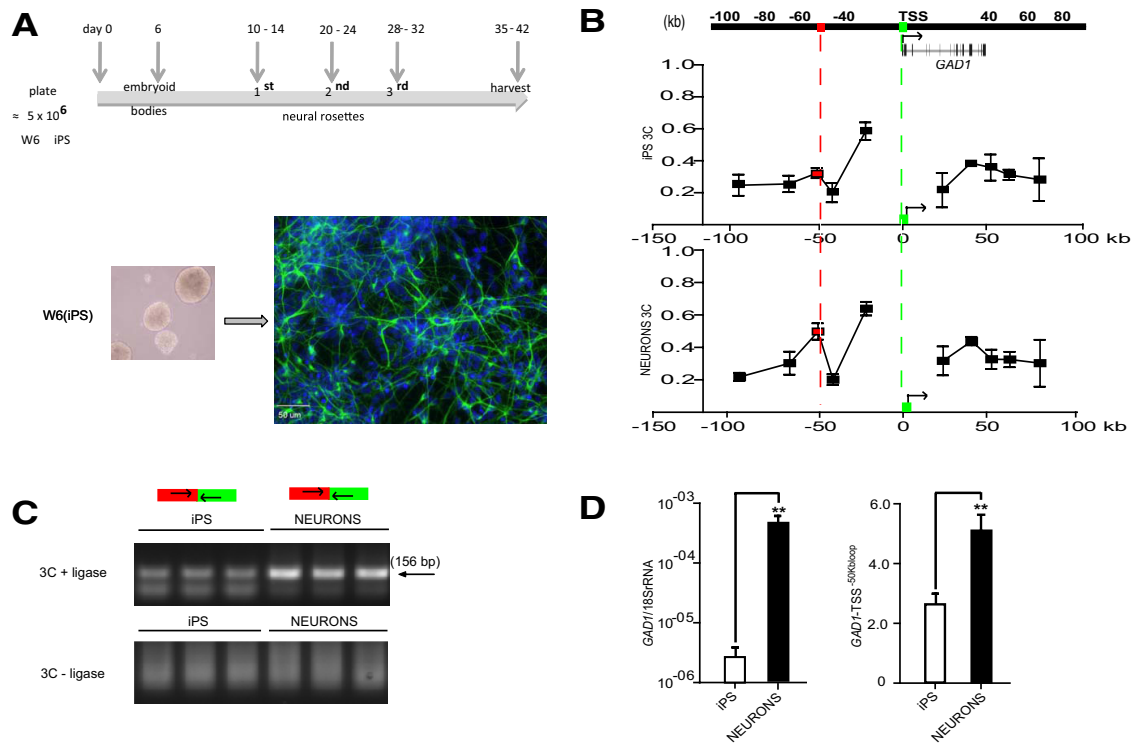 A
day 0 6 10 - 14 20 - 24 28 - 32 35 - 42
plate
≈ 5 x 10 6
W6 iPS
embryoid
bodies
1 st 2 nd 3 rd harvest
neural rosettes
W6(iPS)
50 um
B
(kb) -100 -80 -60 -40 TSS 40 60 80
GAD1
iPS 3C
1.0
0.6
0.4
0.2
-150 -100 -50 0 50 100 kb
NEURONS 3C
1.0
0.6
0.4
0.2
-150 -100 -50 0 50 100 kb
C
iPS NEURONS
3C + ligase
(156 bp)
iPS NEURONS
3C - ligase
D
GAD1/18SrRNA
10-03
10-04
10-05
10-06
**
iPS
NEURONS
GAD1-TSS-50Kbloop
6.0
4.0
2.0
0
**
iPS
NEURONS